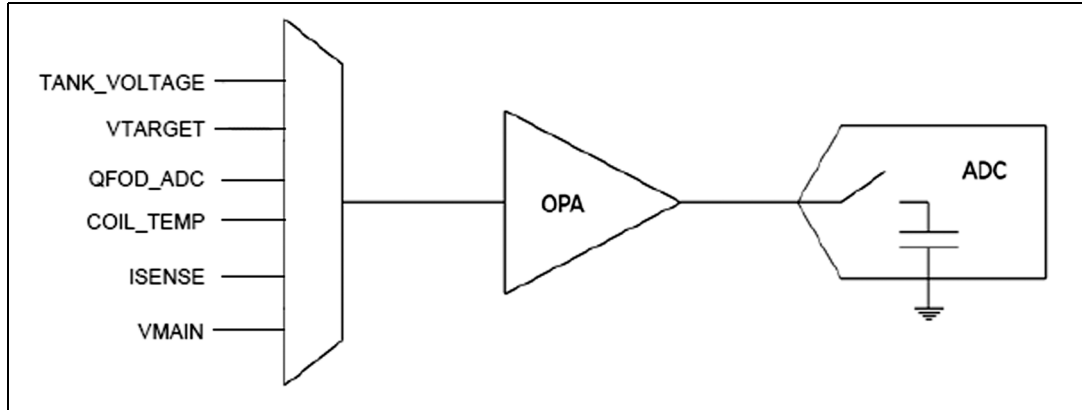 TANK_VOLTAGE
VTARGET
QFOD_ADC
COIL_TEMP
ISENSE
VMAIN
OPA
ADC